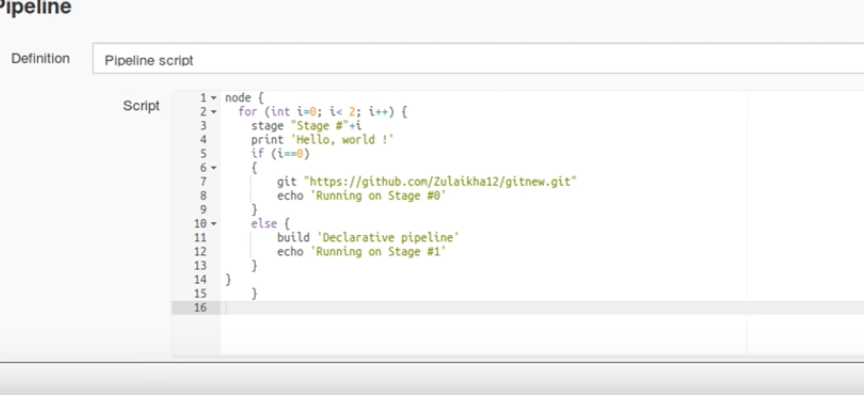 Pipeline
Definition
Pipeline script
Script
1 node {
2 for (int i=0; i< 2; i++) {
3 stage "Stage #"+i
4 print 'Hello, world !'
5 if (i==0)
6 {
7 git "https://github.com/Zulaikha12/gitnew.git"
8 echo 'Running on Stage #0'
9 }
10 else {
11 build 'Declarative pipeline'
12 echo 'Running on Stage #1'
13 }
14 }
15 }
16